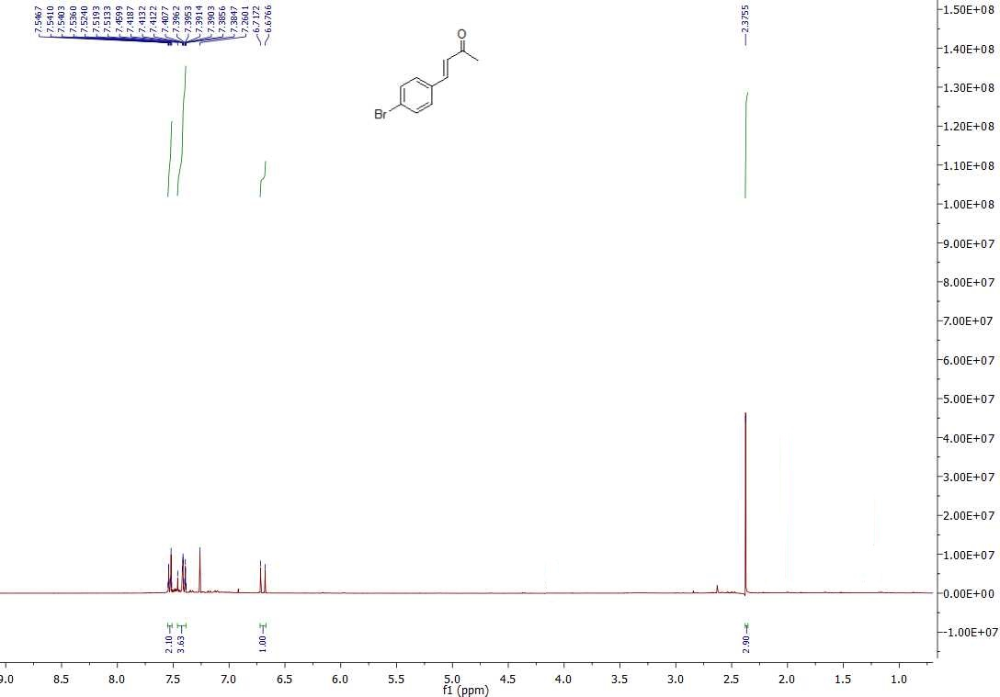 7.5467
7.5410
7.5403
7.5360
7.5240
7.5193
7.5133
7.4599
7.4187
7.4132
7.4122
7.4077
7.3962
7.3953
7.3914
7.3903
7.3856
7.3847
7.2601
6.7172
6.6766
2.3755
O
Br
1.50E+08
1.40E+08
1.30E+08
1.20E+08
1.10E+08
1.00E+08
9.00E+07
8.00E+07
7.00E+07
6.00E+07
5.00E+07
4.00E+07
3.00E+07
2.00E+07
1.00E+07
0.00E+00
-1.00E+07
2.10
3.63
1.00
2.90
9.0 8.5 8.0 7.5 7.0 6.5 6.0 5.5 5.0 4.5 4.0 3.5 3.0 2.5 2.0 1.5 1.0
f1 (ppm)